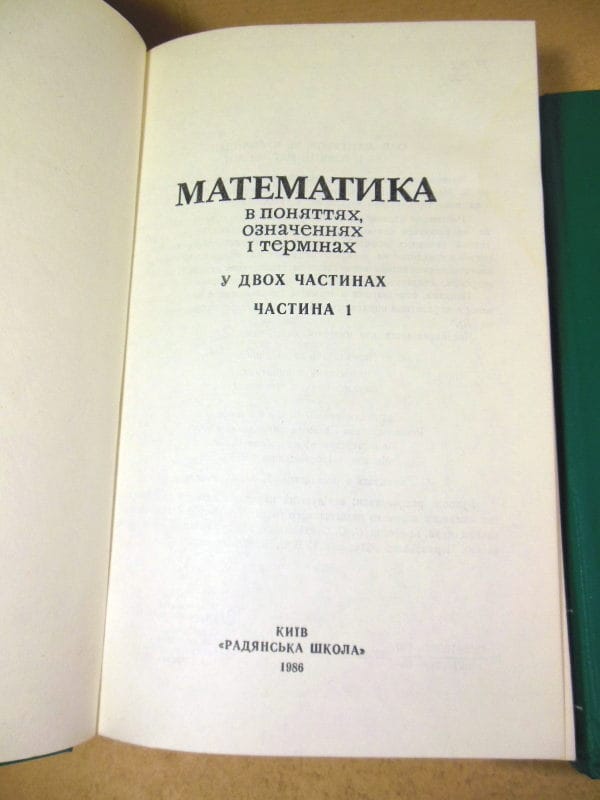 МАТЕМАТИКА
в поняттях,
означеннях
і термінах
У ДВОХ ЧАСТИНАХ
ЧАСТИНА 1
КИЇВ
«РАДЯНСЬКА ШКОЛА»
1986